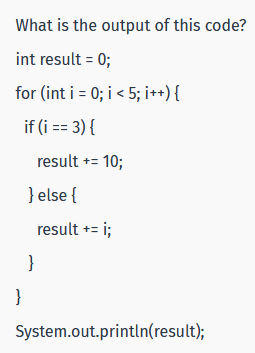 What is the output of this code?
int result = 0;
for (int i = 0; i < 5; i++) {
if (i == 3) {
result += 10;
} else {
result += i;
}
}
System.out.println(result);